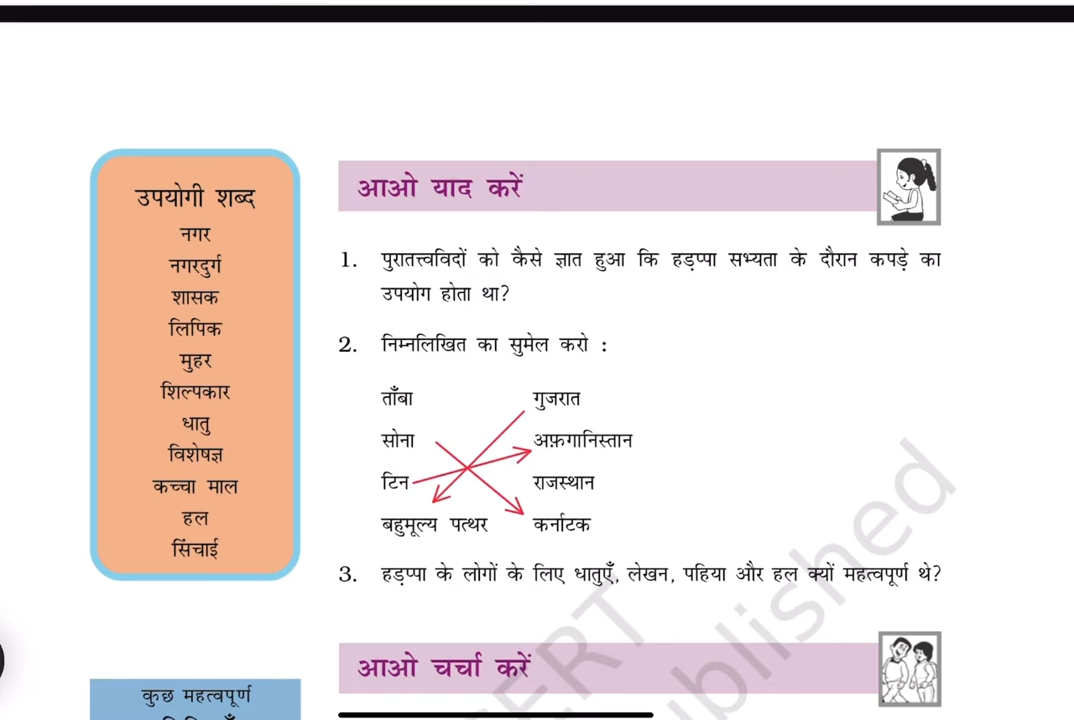 उपयोगी शब्द
नगर
नगरदुर्ग
शासक
लिपिक
मुहर
शिल्पकार
धातु
विशेषज्ञ
कच्चा माल
हल
सिंचाई
कुछ महत्वपूर्ण
आओ याद करें
1. पुरातत्त्वविदों को कैसे ज्ञात हुआ कि हड़प्पा सभ्यता के दौरान कपड़े का
उपयोग होता था?
2. निम्नलिखित का सुमेल करो :
ताँबा गुजरात
सोना अफ़गानिस्तान
टिन राजस्थान
बहुमूल्य पत्थर कर्नाटक
3. हड़प्पा के लोगों के लिए धातुएँ, लेखन, पहिया और हल क्यों महत्वपूर्ण थे?
आओ चर्चा करें